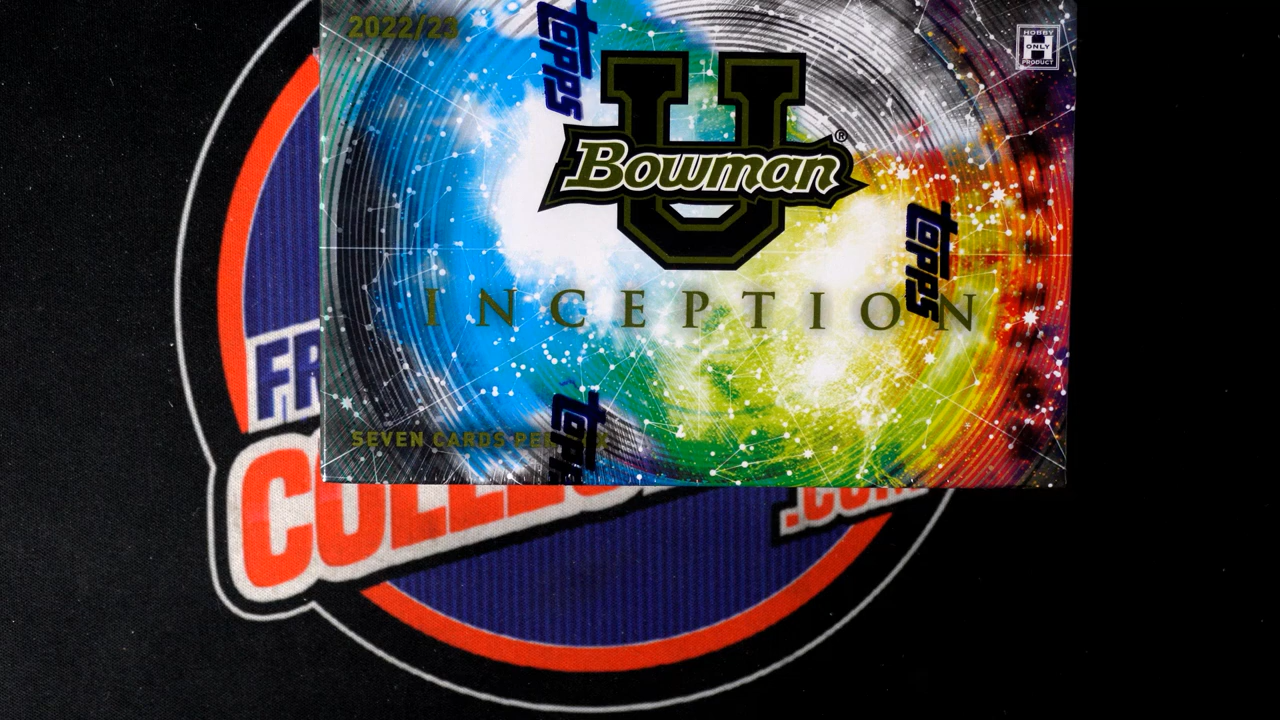 2022/23
topps
HOBBY
H
ONLY
PRODUCT
U
Bowman®
topps
INCEPTION
SEVEN CARDS PER
topps
.COM